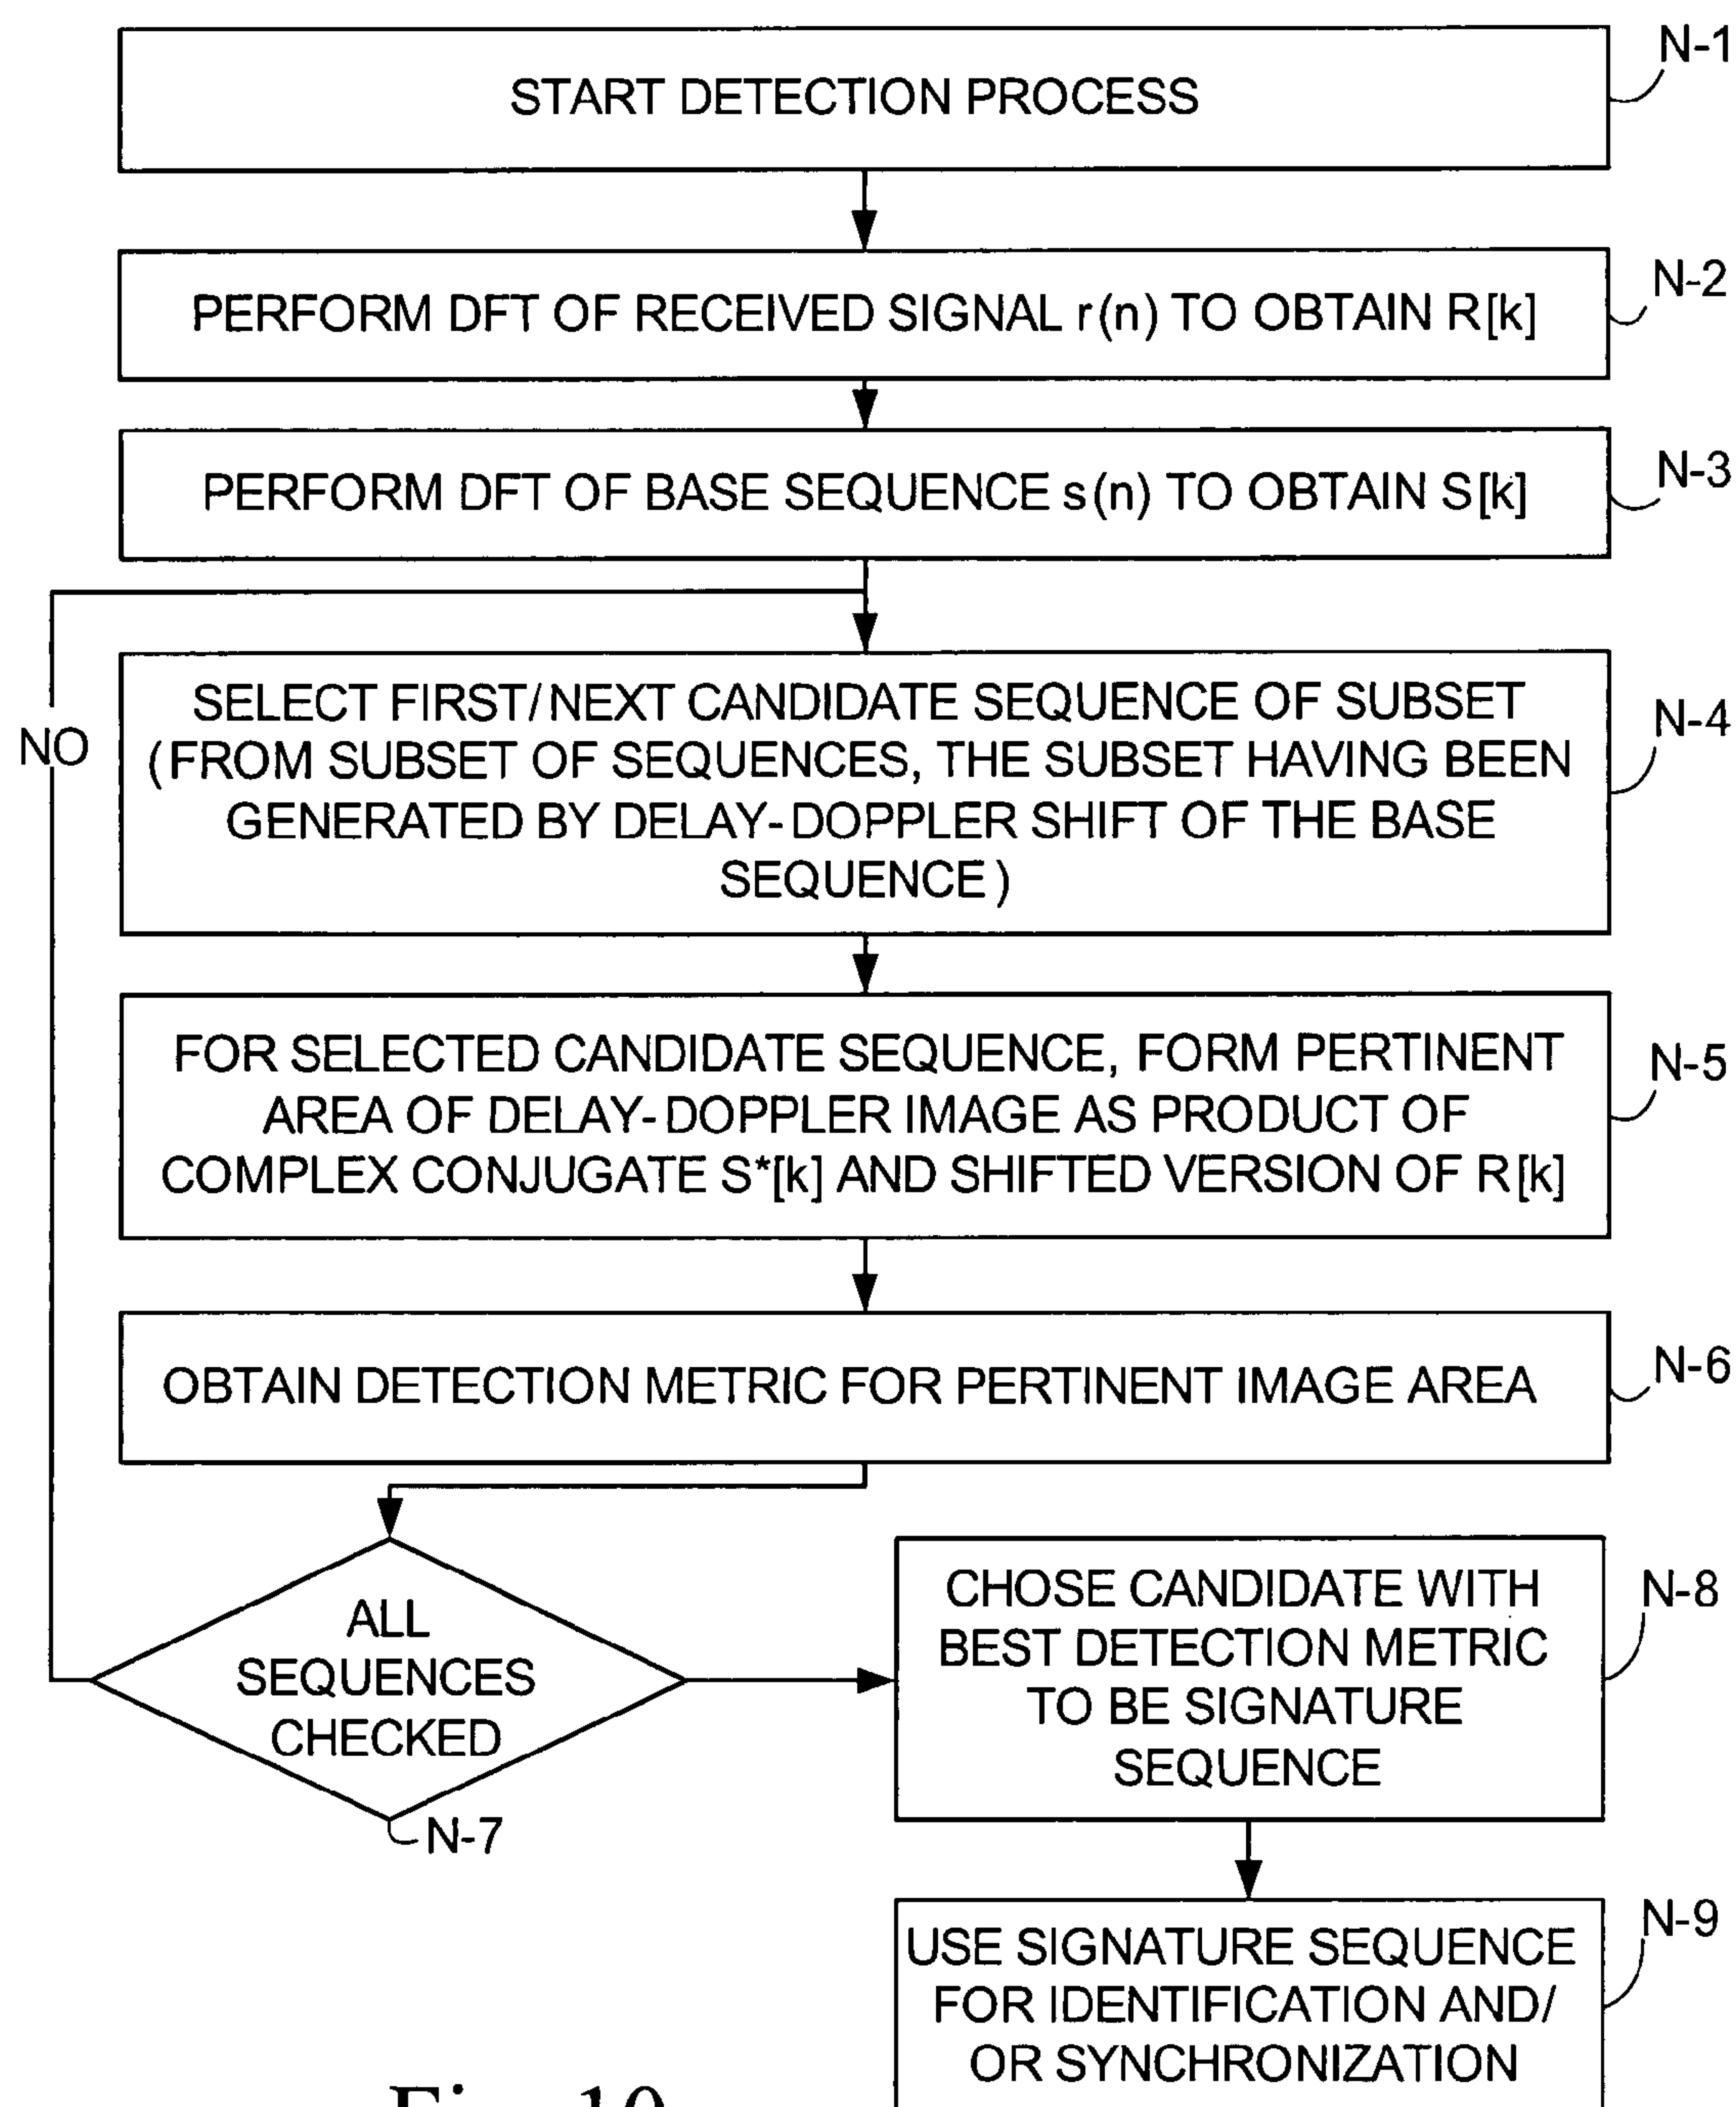 START DETECTION PROCESS
N-1
PERFORM DFT OF RECEIVED SIGNAL r(n) TO OBTAIN R[k]
N-2
PERFORM DFT OF BASE SEQUENCE s(n) TO OBTAIN S[k]
N-3
NO
SELECT FIRST/NEXT CANDIDATE SEQUENCE OF SUBSET
(FROM SUBSET OF SEQUENCES, THE SUBSET HAVING BEEN
GENERATED BY DELAY-DOPPLER SHIFT OF THE BASE
SEQUENCE)
N-4
FOR SELECTED CANDIDATE SEQUENCE, FORM PERTINENT
AREA OF DELAY-DOPPLER IMAGE AS PRODUCT OF
COMPLEX CONJUGATE S*[k] AND SHIFTED VERSION OF R[k]
N-5
OBTAIN DETECTION METRIC FOR PERTINENT IMAGE AREA
N-6
ALL
SEQUENCES
CHECKED
N-7
CHOSE CANDIDATE WITH
BEST DETECTION METRIC
TO BE SIGNATURE
SEQUENCE
N-8
USE SIGNATURE SEQUENCE
FOR IDENTIFICATION AND/
OR SYNCHRONIZATION
N-9
Fig. 10